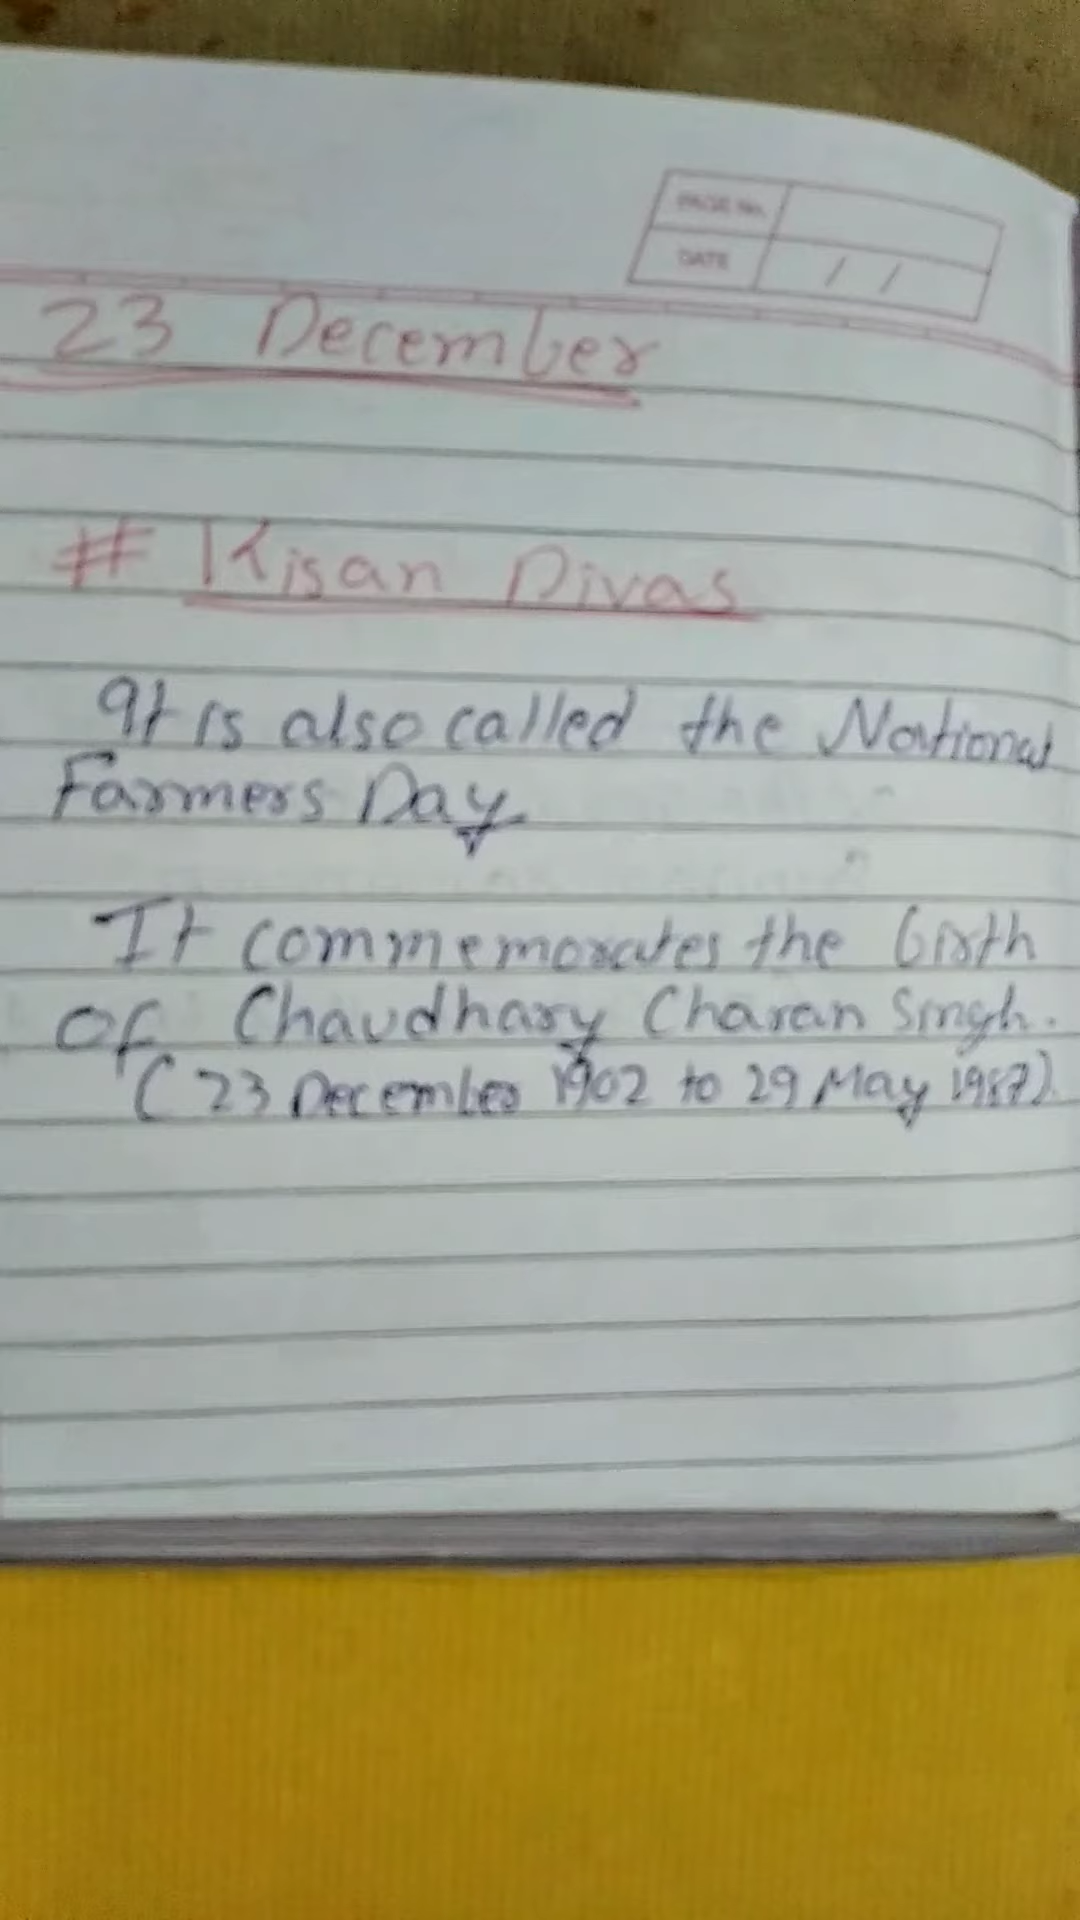 PAGE No.
DATE / /
23 December
# Kisan Divas
It is also called the National
Farmers Day
It commemorates the birth
of Chaudhary Charan Singh.
(23 December 1902 to 29 May 1987).